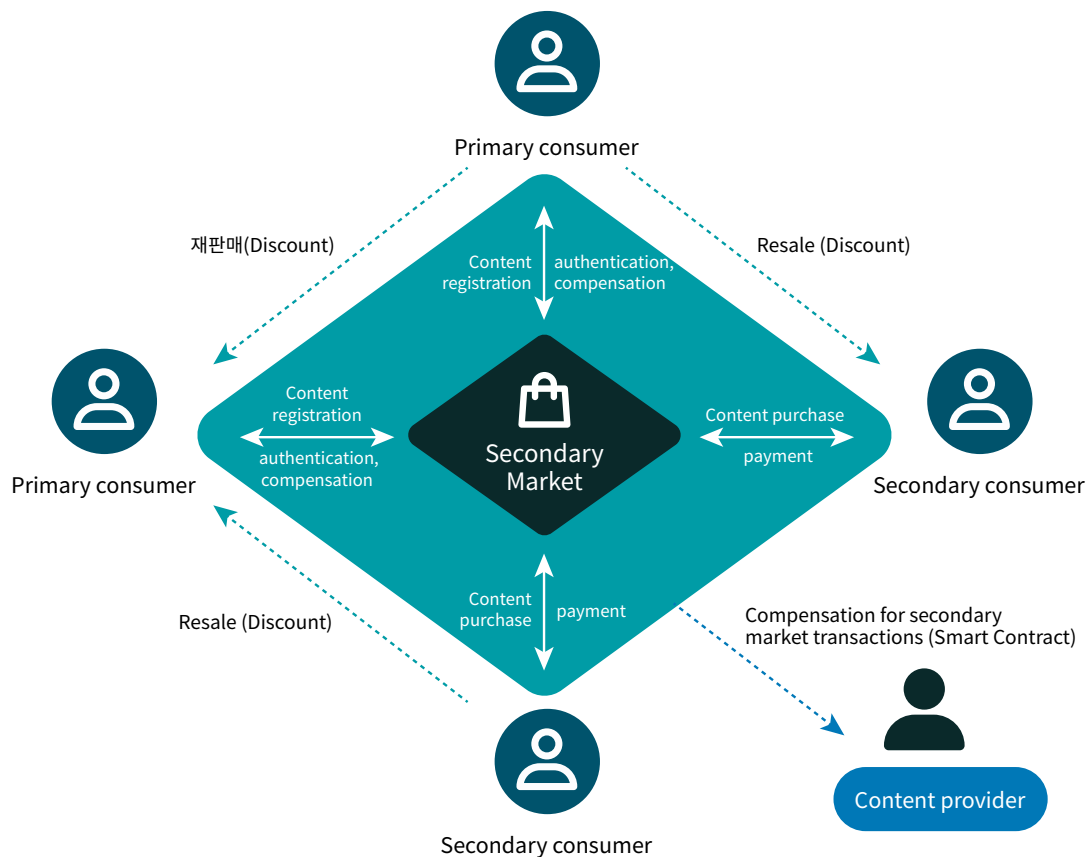 Primary consumer
재판매(Discount)
Resale (Discount)
Content
registration
authentication,
compensation
Content
registration
authentication,
compensation
Primary consumer
Secondary
Market
Content purchase
payment
Secondary consumer
Resale (Discount)
Content
purchase
payment
Compensation for secondary
market transactions (Smart Contract)
Content provider
Secondary consumer